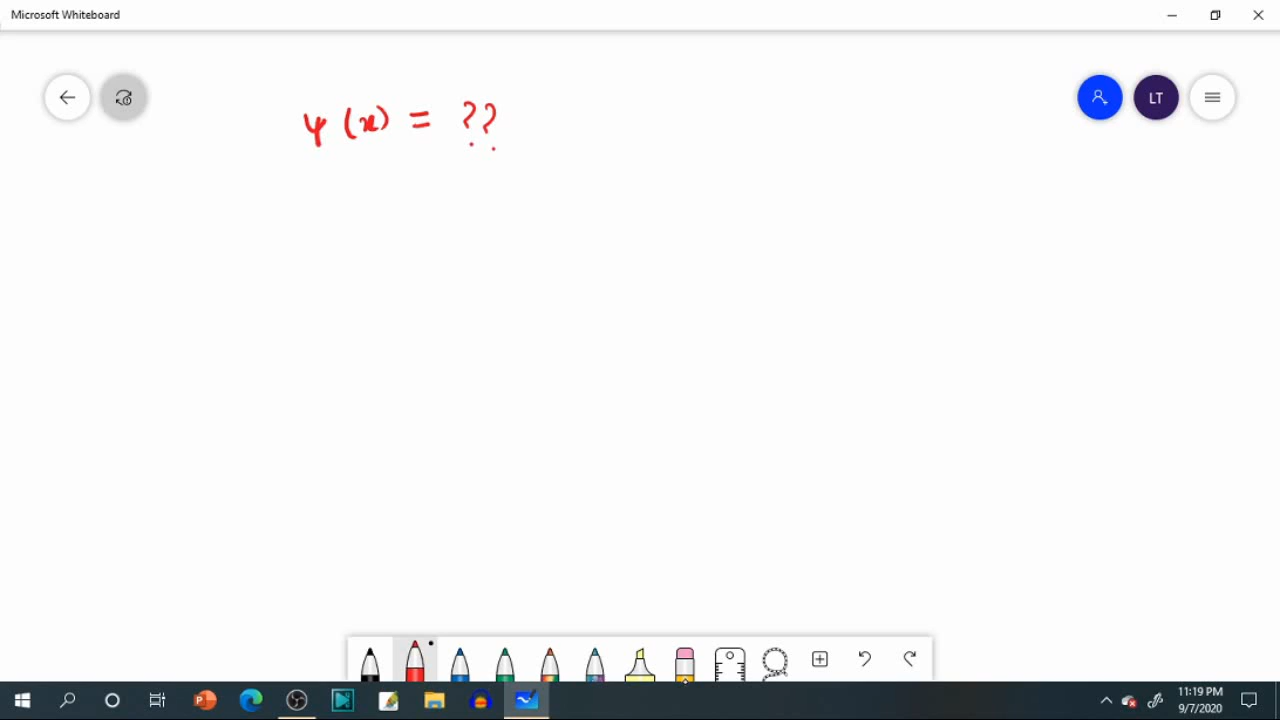 Microsoft Whiteboard
ψ (x) = ??
LT
11:19 PM
9/7/2020